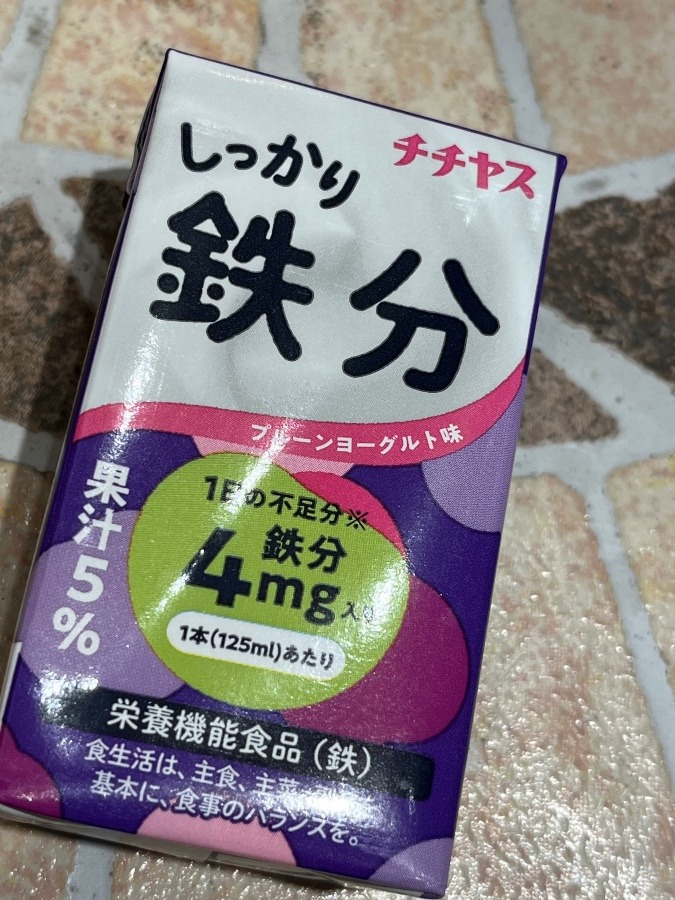 チチヤス
しっかり
鉄分
プルーンヨーグルト味
果汁5%
1日の不足分※
鉄分
4mg入り
1本(125ml)あたり
栄養機能食品(鉄)
食生活は、主食、主菜、
基本に、食事のバランスを。